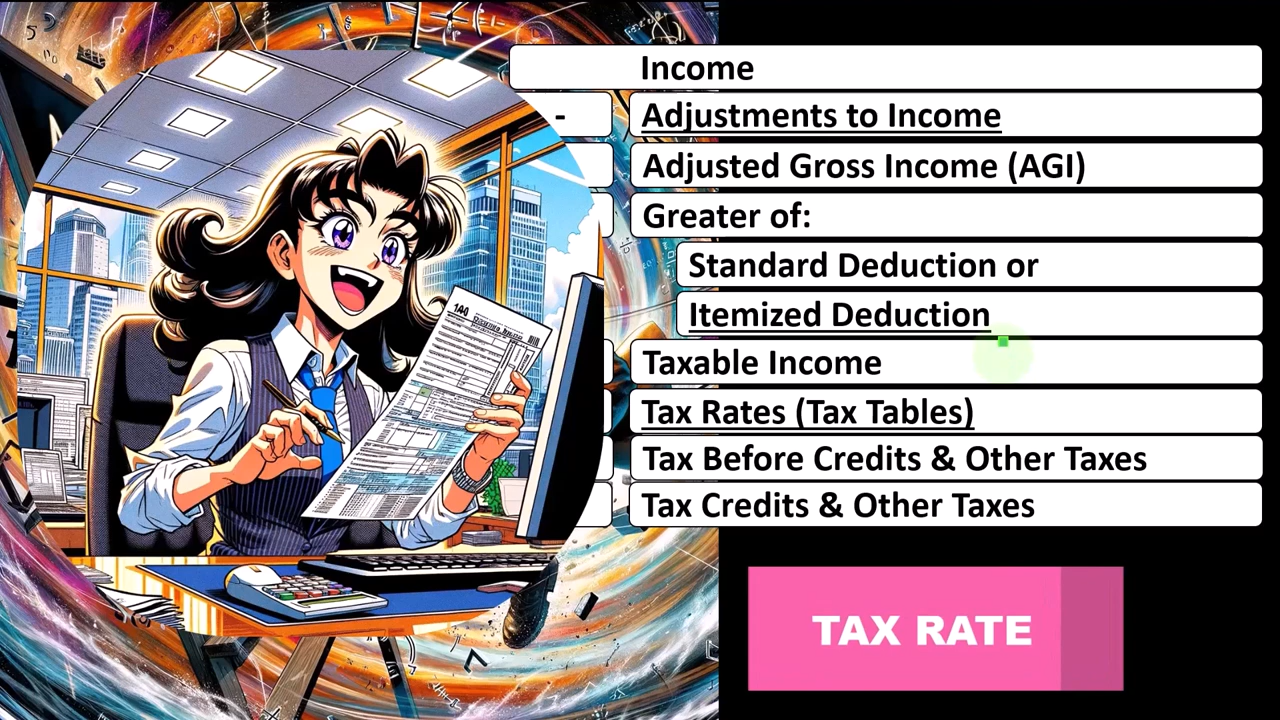 Income
- Adjustments to Income
Adjusted Gross Income (AGI)
Greater of:
Standard Deduction or
Itemized Deduction
Taxable Income
Tax Rates (Tax Tables)
Tax Before Credits & Other Taxes
Tax Credits & Other Taxes
TAX RATE